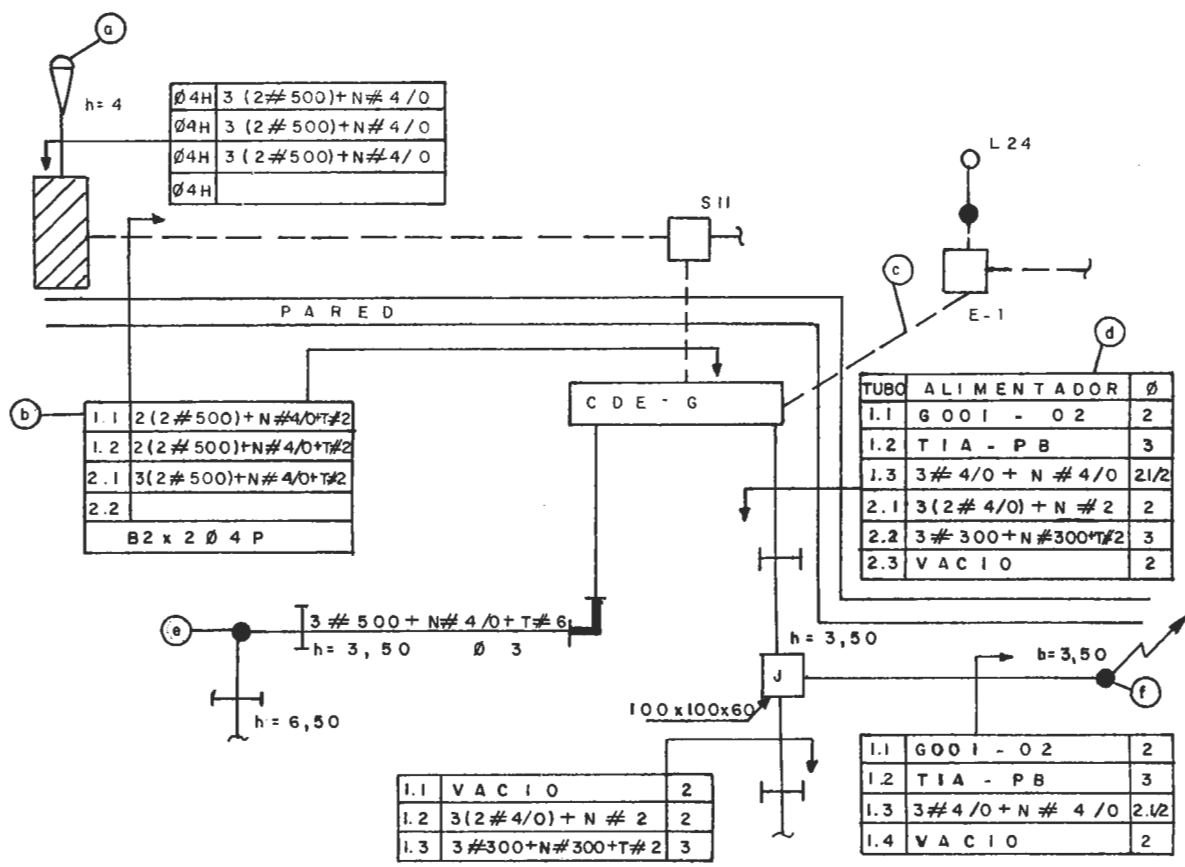 a
h= 4
Ø4H 3 (2#500)+N# 4/0
Ø4H 3 (2#500)+N#4/0
Ø4H 3 (2#500)+N#4/0
Ø4H
L 24
S11
c
E-1
PARED
d
b
1.1 2(2#500)+N#4/0+T#2
1.2 2(2#500)+N#4/0+T#2
2.1 3(2#500)+N#4/0+T#2
2.2
B2 x 2 Ø 4 P
CDE-G
TUBO ALIMENTADOR Ø
1.1 G001 - 02 2
1.2 T1A - PB 3
1.3 3# 4/0 + N # 4/0 2.1/2
2.1 3(2# 4/0) + N #2 2
2.2 3# 300+N#300+T#2 3
2.3 VACIO 2
e
3 #500+ N#4/0+T#6
h= 3,50 Ø 3
h= 6,50
h= 3,50
J
b=3,50
f
100x100x60
1.1 VACIO 2
1.2 3(2#4/0)+ N # 2 2
1.3 3#300+N#300+T#2 3
1.1 G001 - 02 2
1.2 T1A - PB 3
1.3 3#4/0+N# 4/0 2.1/2
1.4 VACIO 2